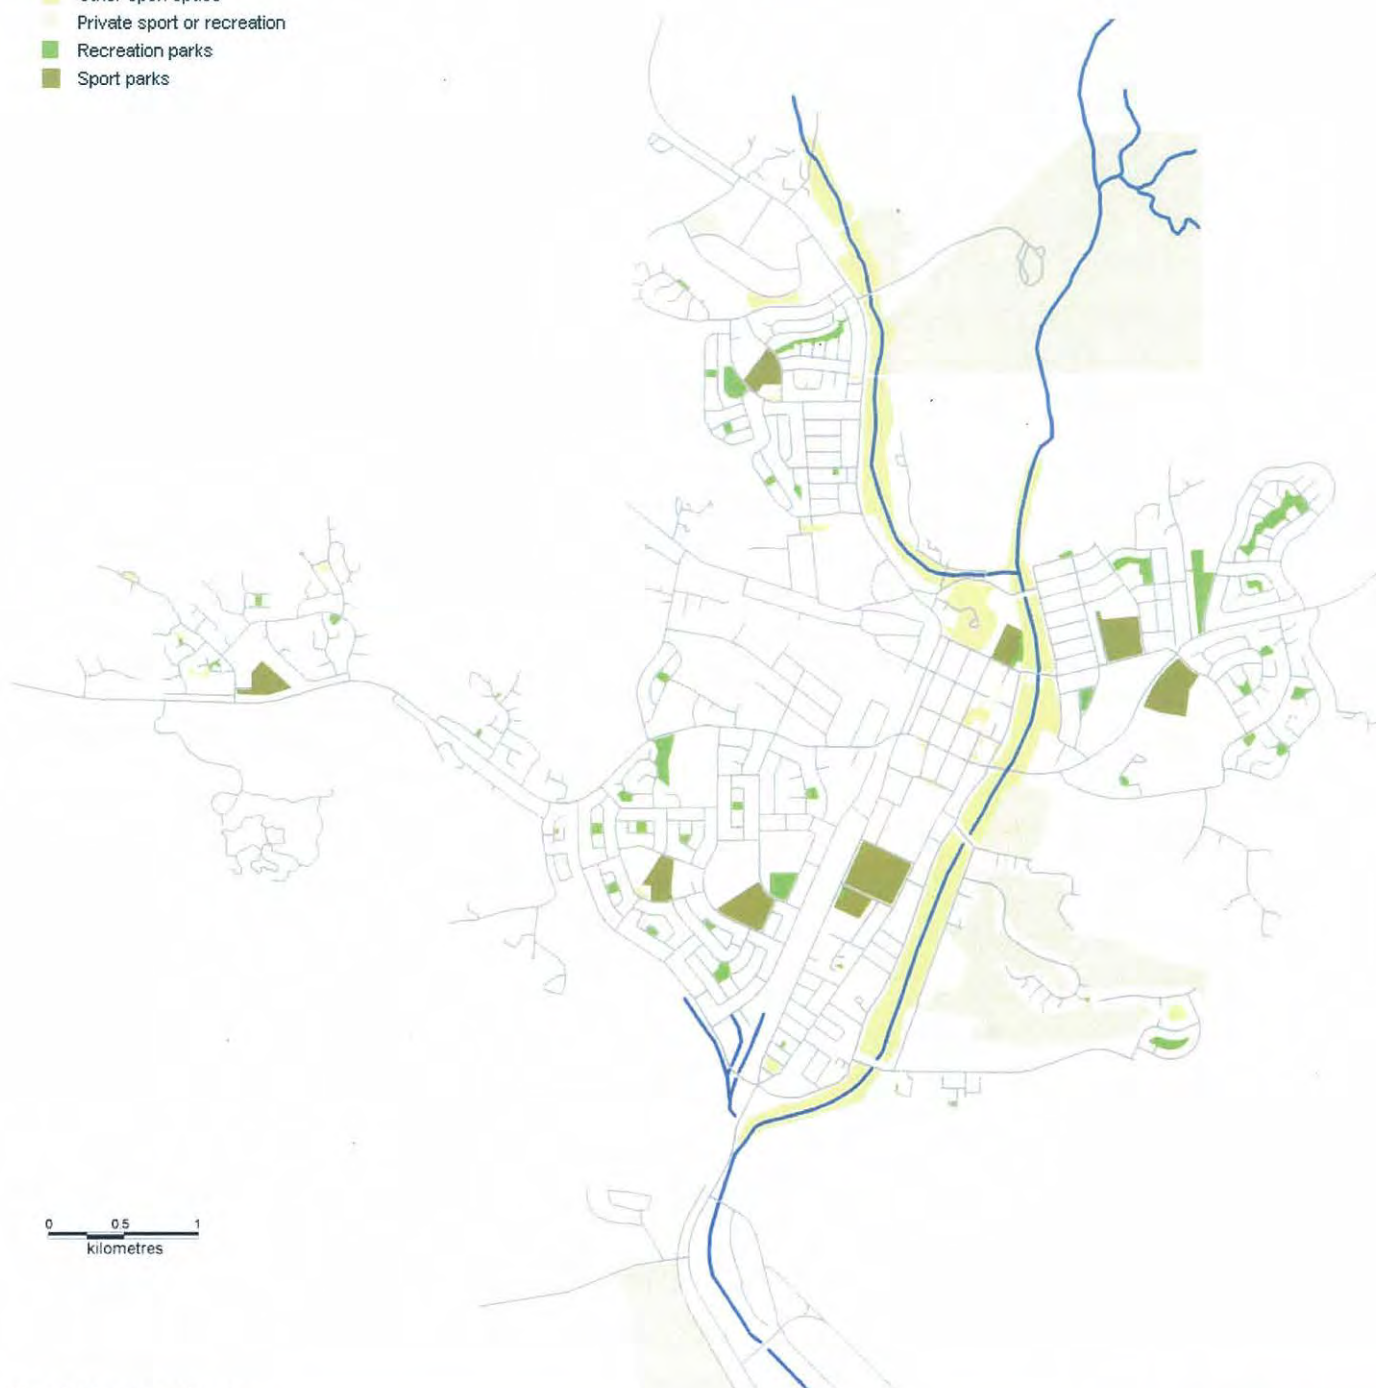 Private sport or recreation
Recreation parks
Sport parks
0 0.5 1
kilometres